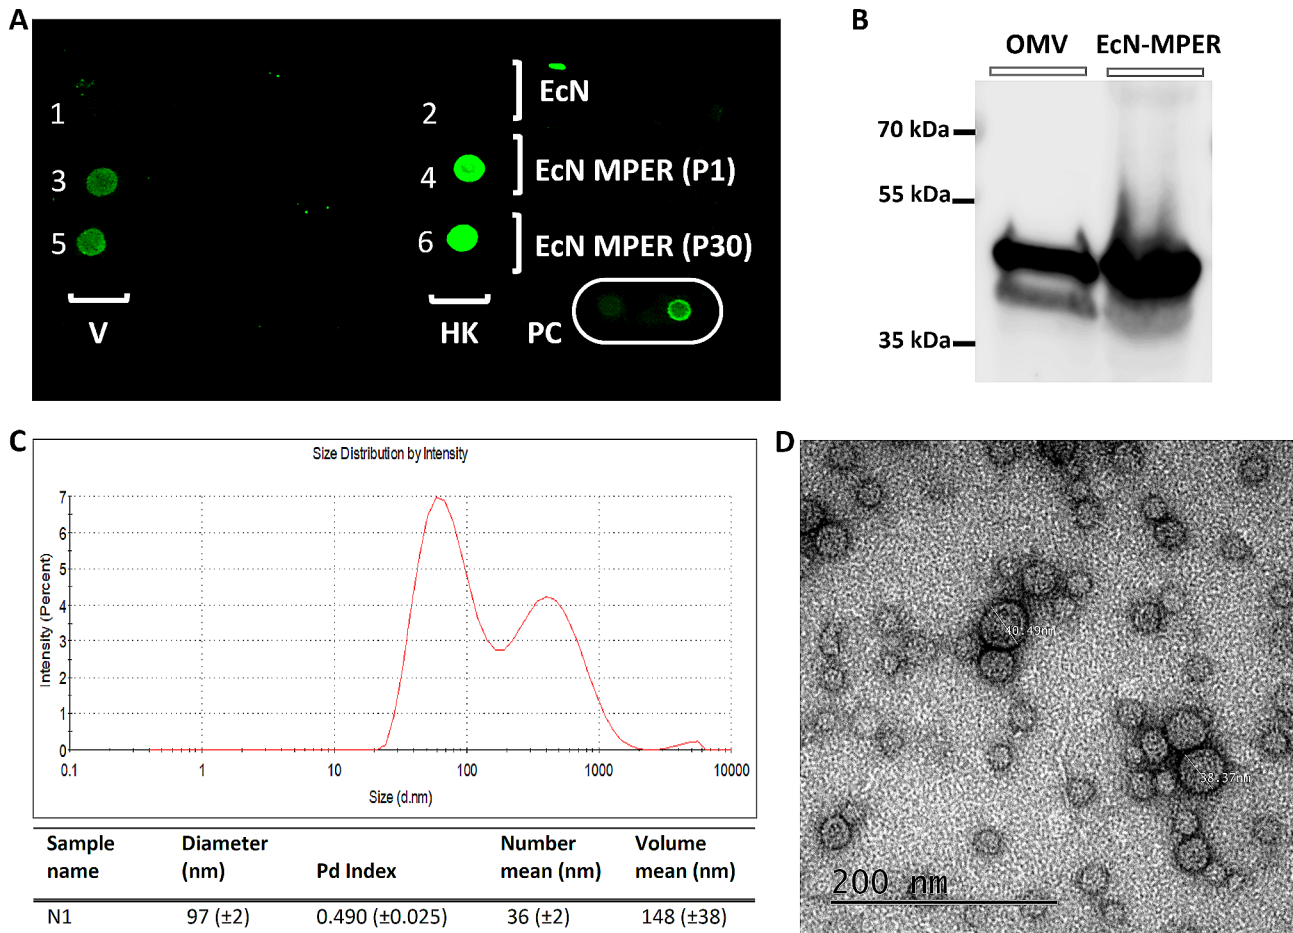 A
1
2
EcN
3
4
EcN MPER (P1)
5
6
EcN MPER (P30)
V
HK
PC
B
OMV
EcN-MPER
70 kDa
55 kDa
35 kDa
C
Size Distribution by Intensity
Intensity (Percent)
7
6
5
4
3
2
1
0
0.1
1
10
100
1000
10000
Size (d.nm)
Sample name
Diameter (nm)
Pd Index
Number mean (nm)
Volume mean (nm)
N1
97 (±2)
0.490 (±0.025)
36 (±2)
148 (±38)
D
40.49nm
38.37nm
200 nm